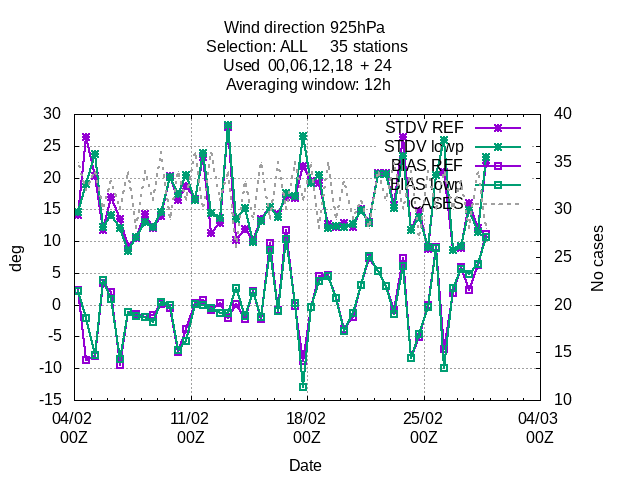 Wind direction 925hPa
Selection: ALL 35 stations
Used 00,06,12,18 + 24
Averaging window: 12h
30
25
20
15
10
5
0
-5
-10
-15
deg
40
35
30
25
20
15
10
No cases
STDV REF
STDV lowp
BIAS REF
BIAS lowp
CASES
04/02
00Z
11/02
00Z
18/02
00Z
25/02
00Z
04/03
00Z
Date